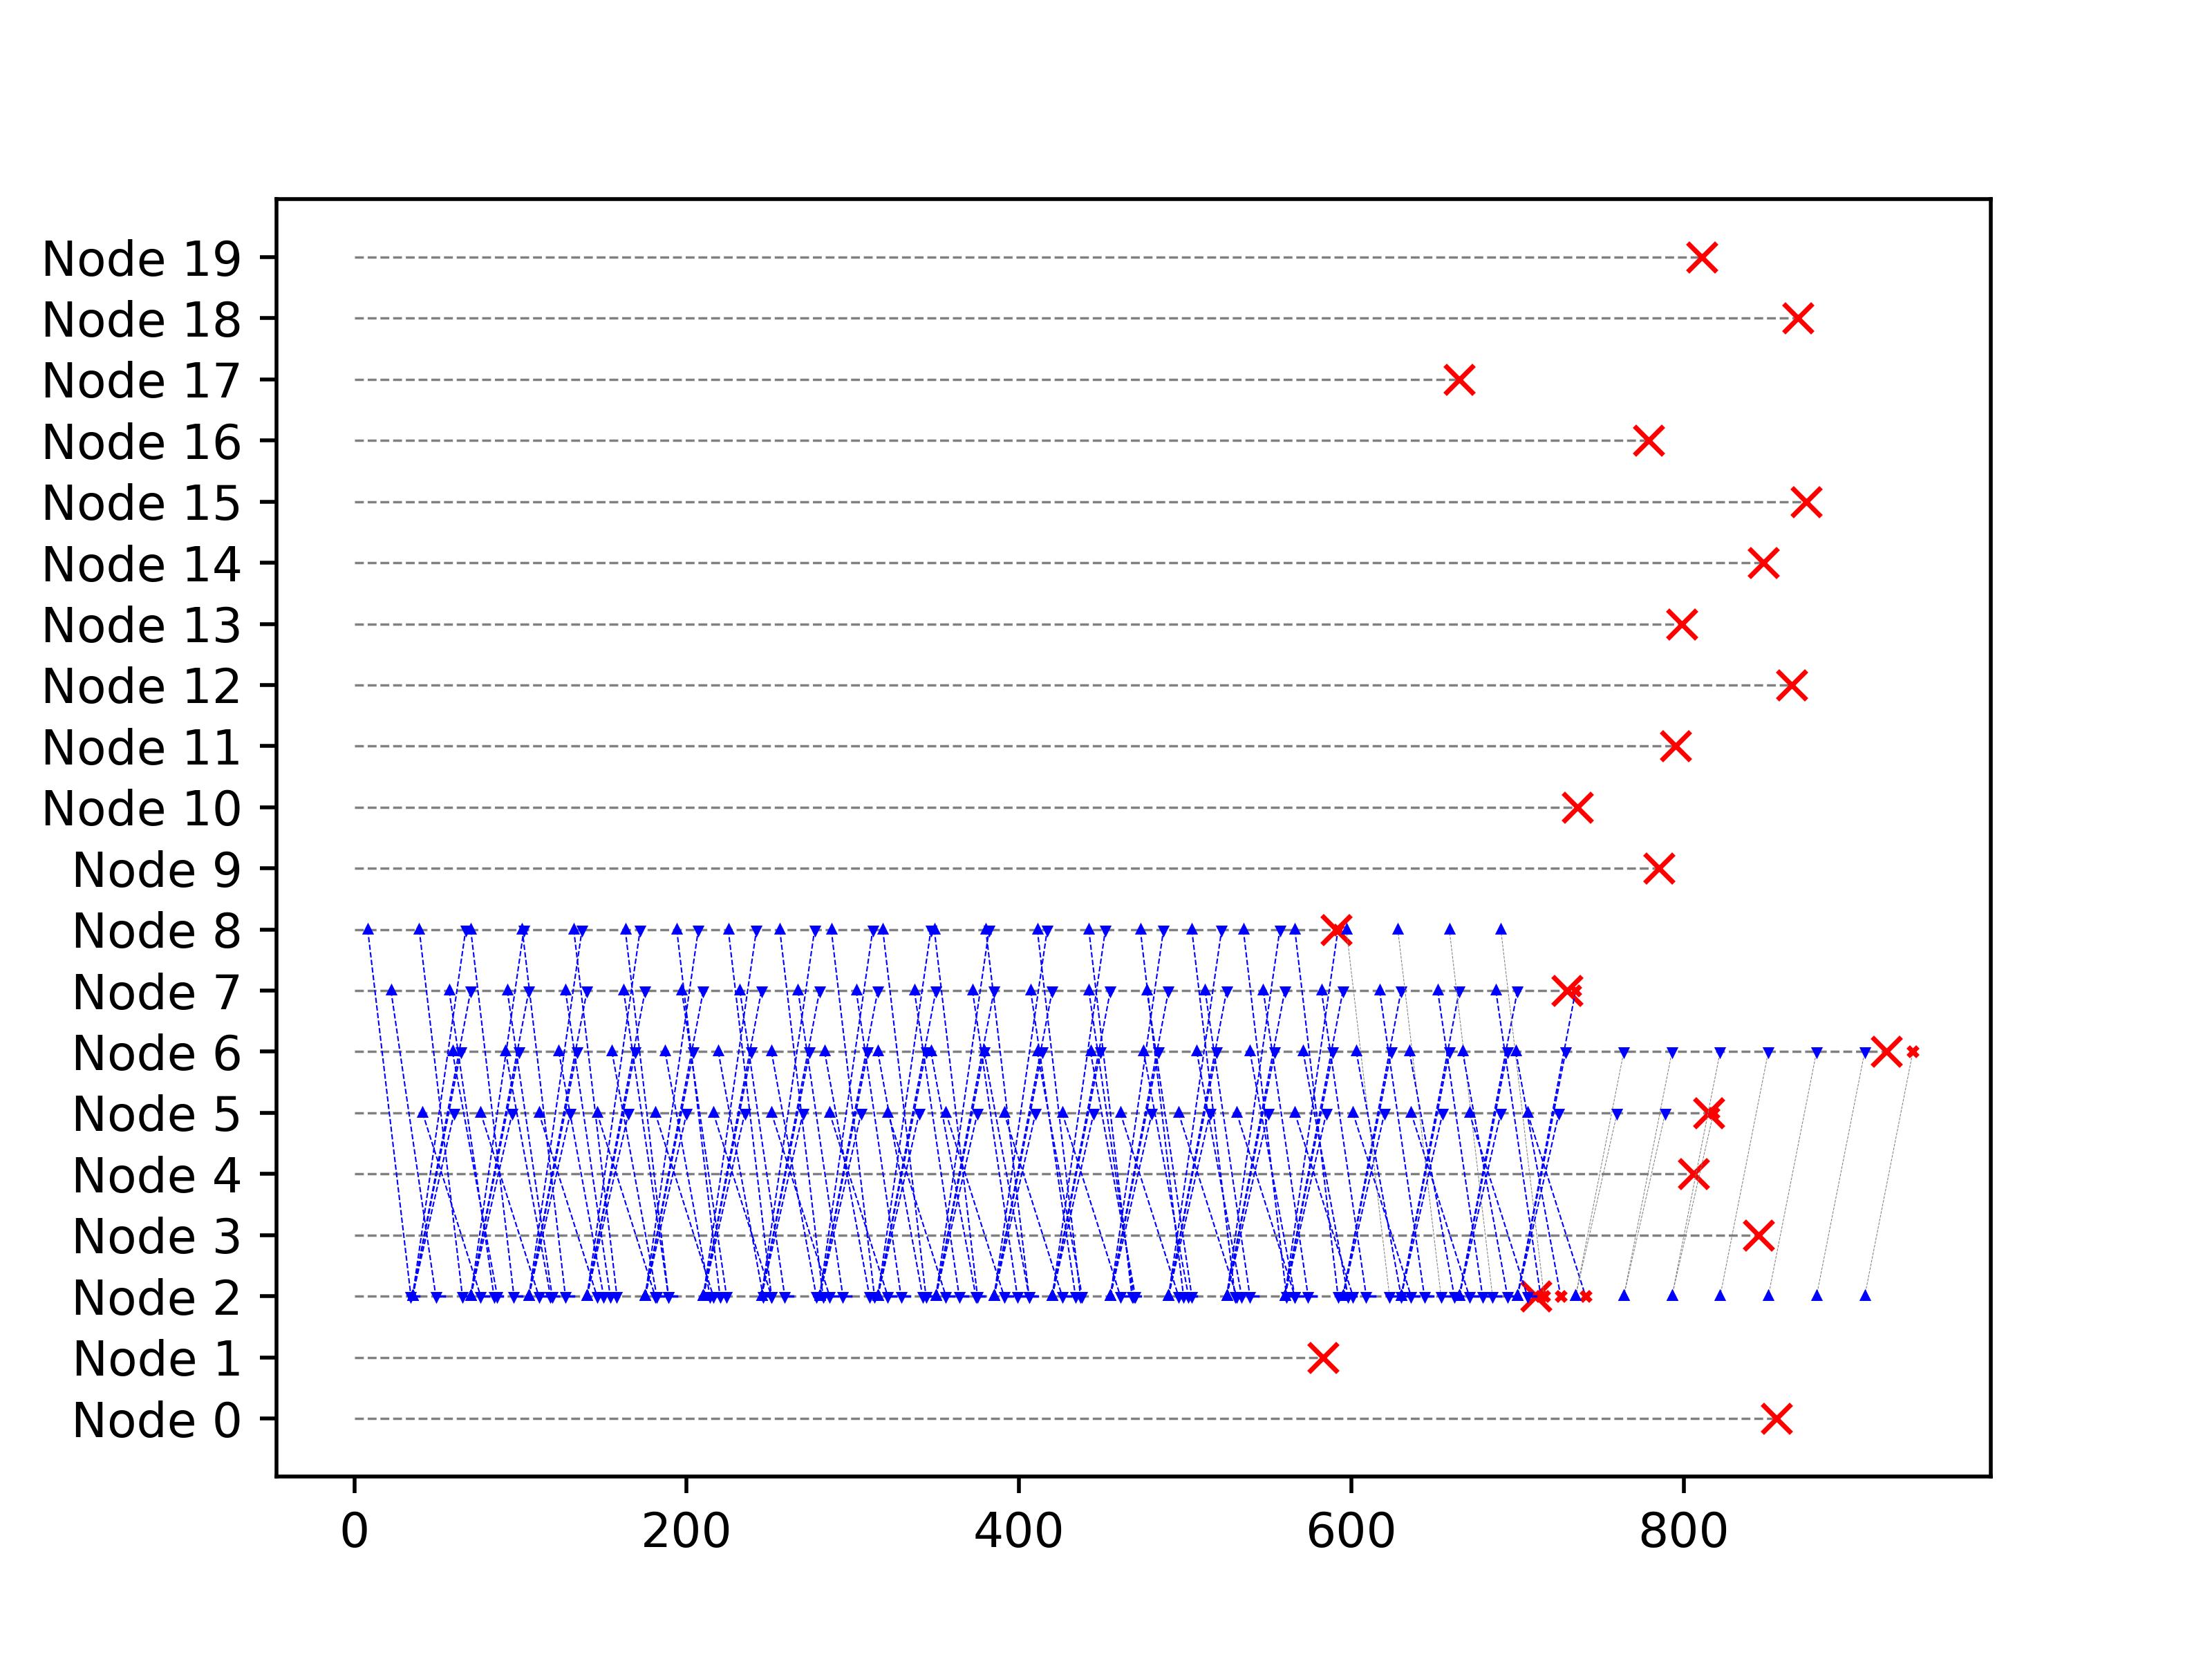 Node 19
Node 18
Node 17
Node 16
Node 15
Node 14
Node 13
Node 12
Node 11
Node 10
Node 9
Node 8
Node 7
Node 6
Node 5
Node 4
Node 3
Node 2
Node 1
Node 0
0 200 400 600 800